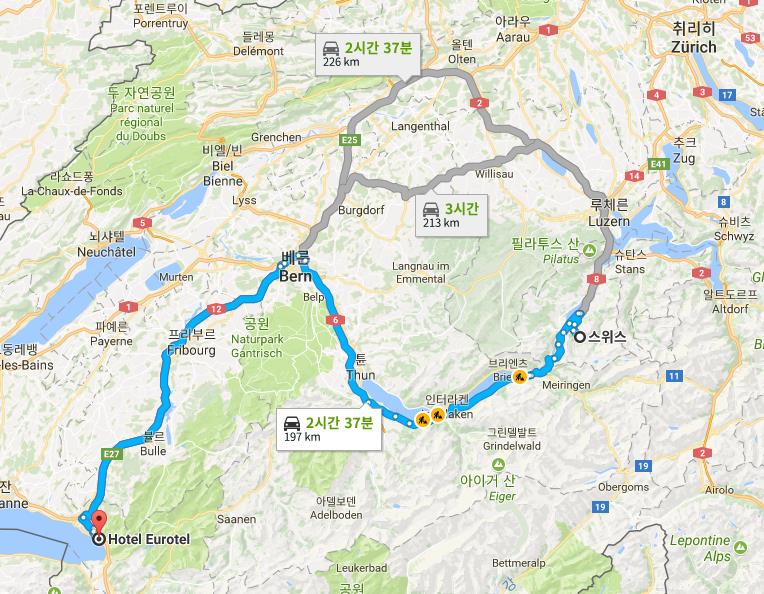 포렌트루이
Porrentruy
들레몽
Delémont
2시간 37분
226 km
올텐
Olten
아라우
Aarau
1
취리히
Zürich
53
4
3
17
두 자연공원
Parc naturel
régional
du Doubs
2
Grenchen
E25
Langenthal
비엘/빈
Biel
Bienne
Willisau
추크
Zug
E41
14
라쇼드퐁
La Chaux-de-Fonds
Lyss
Burgdorf
3시간
213 km
루체른
Luzern
8
슈비츠
Schwyz
5
뇌샤텔
Neuchâtel
필라투스 산
Pilatus
슈탄스
Stans
베른
Bern
Langnau im
Emmental
8
2
Murten
Belp
알트도르프
Altdorf
1
12
6
파예른
Payerne
프리부르
Fribourg
공원
Naturpark
Gantrisch
스위스
동레뱅
-les-Bains
툰
Thun
브리엔츠
Brie
Meiringen
11
인터라켄
aken
2시간 37분
197 km
뷜르
Bulle
그린델발트
Grindelwald
E27
2
19
아이거 산
Eiger
Obergoms
Airolo
잔
anne
아델보덴
Adelboden
19
Saanen
Hotel Eurotel
Lepontine
Alps
Leukerbad
Bettmeralp
공원